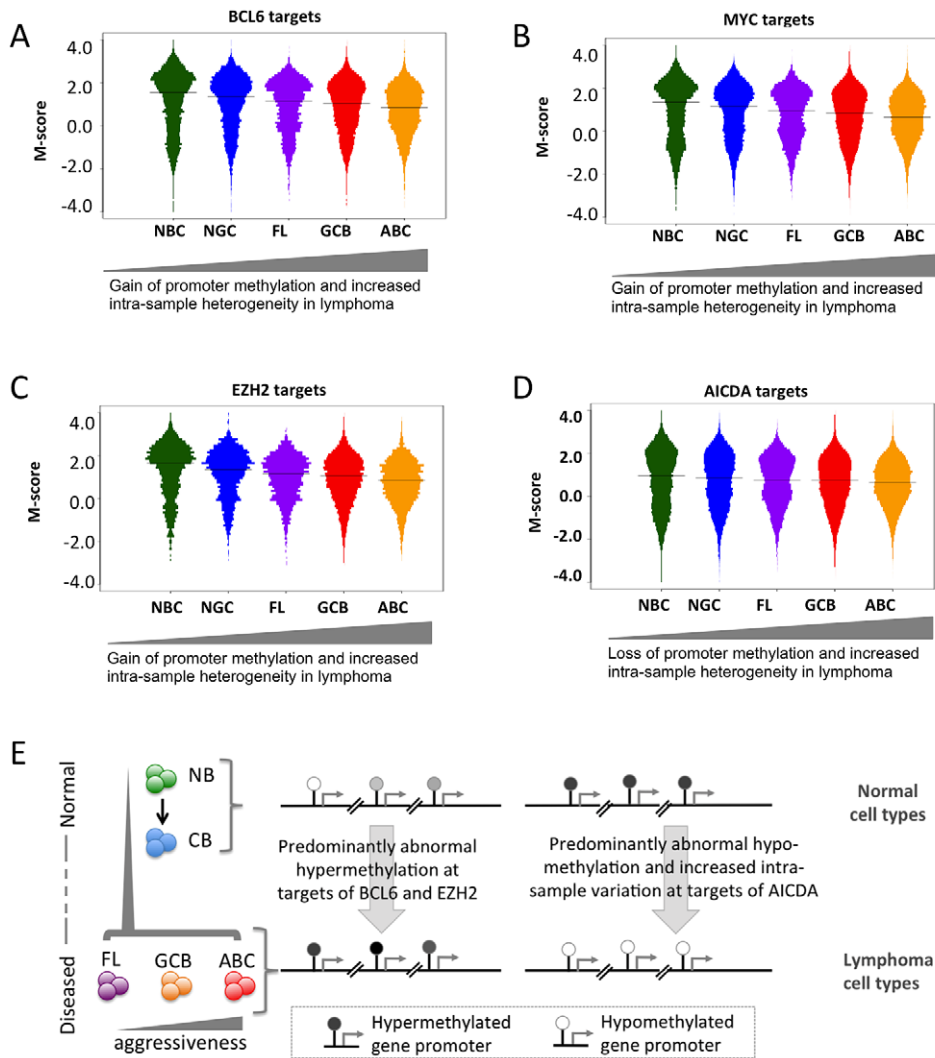 A
BCL6 targets
M-score
4.0
2.0
0.0
-2.0
-4.0
NBC NGC FL GCB ABC
Gain of promoter methylation and increased
intra-sample heterogeneity in lymphoma
B
MYC targets
M-score
4.0
2.0
0.0
-2.0
-4.0
NBC NGC FL GCB ABC
Gain of promoter methylation and increased
intra-sample heterogeneity in lymphoma
C
EZH2 targets
M-score
4.0
2.0
0.0
-2.0
-4.0
NBC NGC FL GCB ABC
Gain of promoter methylation and increased
intra-sample heterogeneity in lymphoma
D
AICDA targets
M-score
4.0
2.0
0.0
-2.0
-4.0
NBC NGC FL GCB ABC
Loss of promoter methylation and increased
intra-sample heterogeneity in lymphoma
E
Normal
Diseased
NB
CB
FL GCB ABC
aggressiveness
Predominantly abnormal
hypermethylation at
targets of BCL6 and EZH2
Predominantly abnormal hypo-
methylation and increased intra-
sample variation at targets of AICDA
Normal
cell types
Lymphoma
cell types
Hypermethylated
gene promoter
Hypomethylated
gene promoter